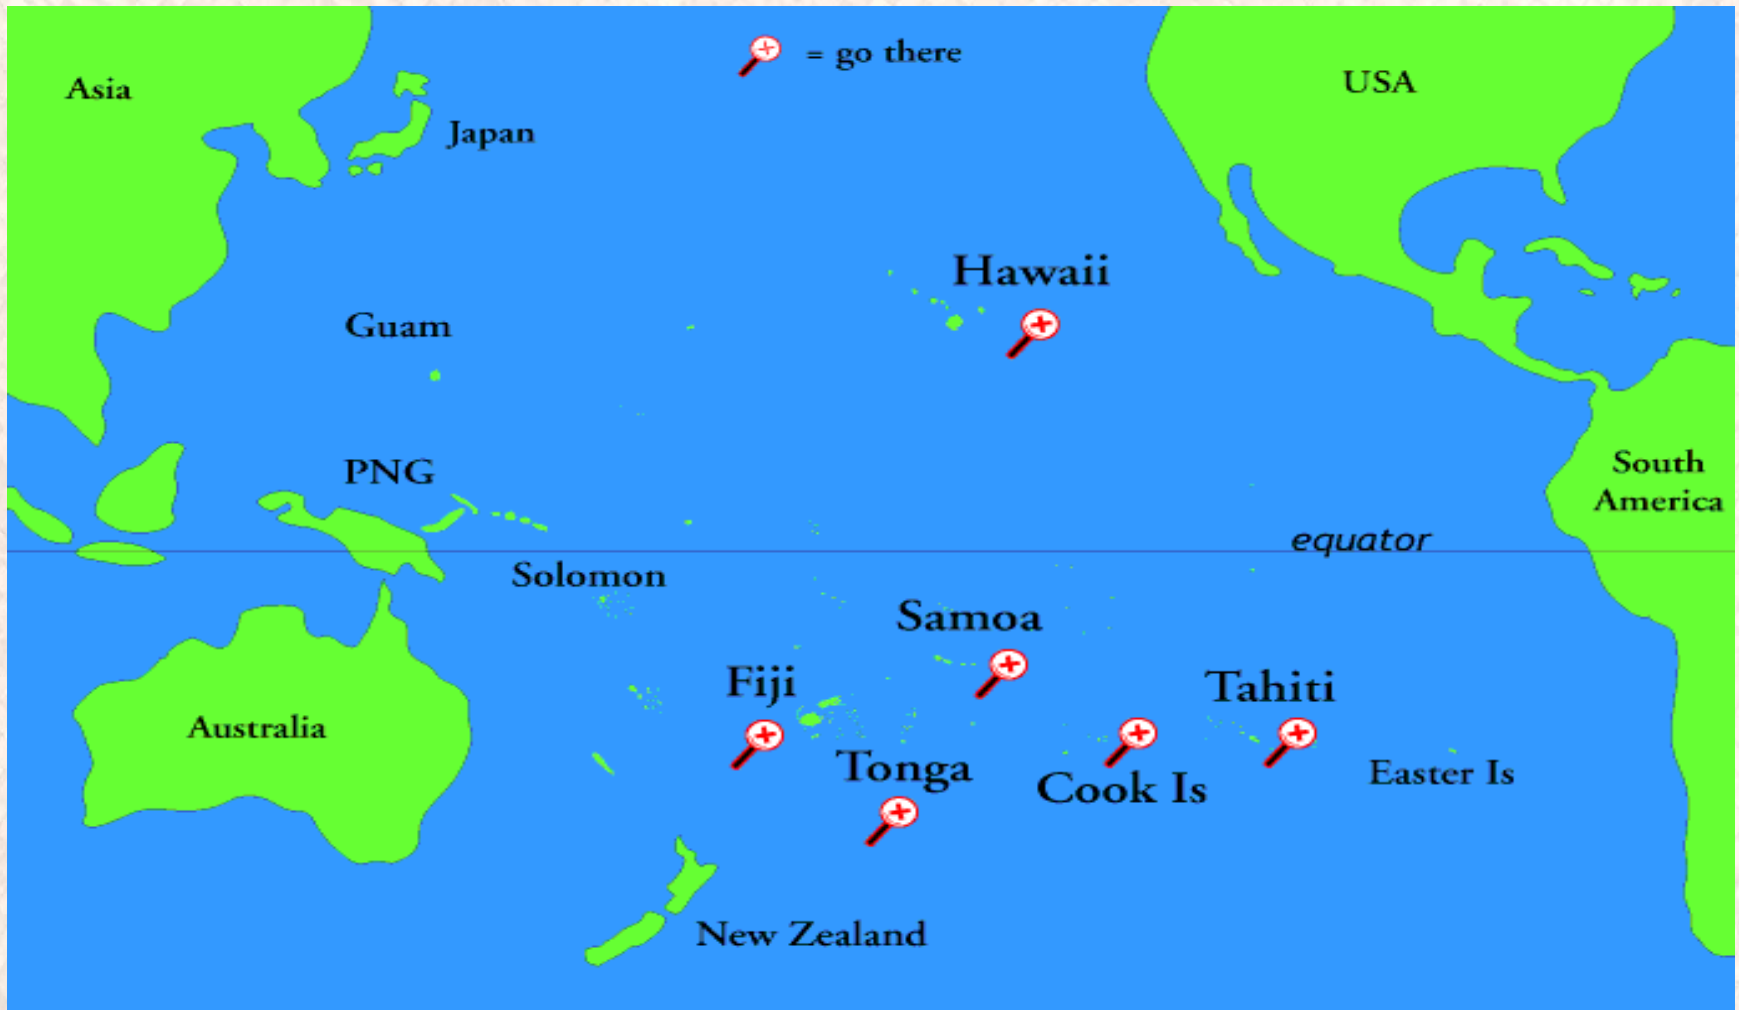 = go there
Asia
USA
Japan
Hawaii
Guam
PNG
South
America
equator
Solomon
Samoa
Fiji
Tahiti
Australia
Tonga
Cook Is
Easter Is
New Zealand